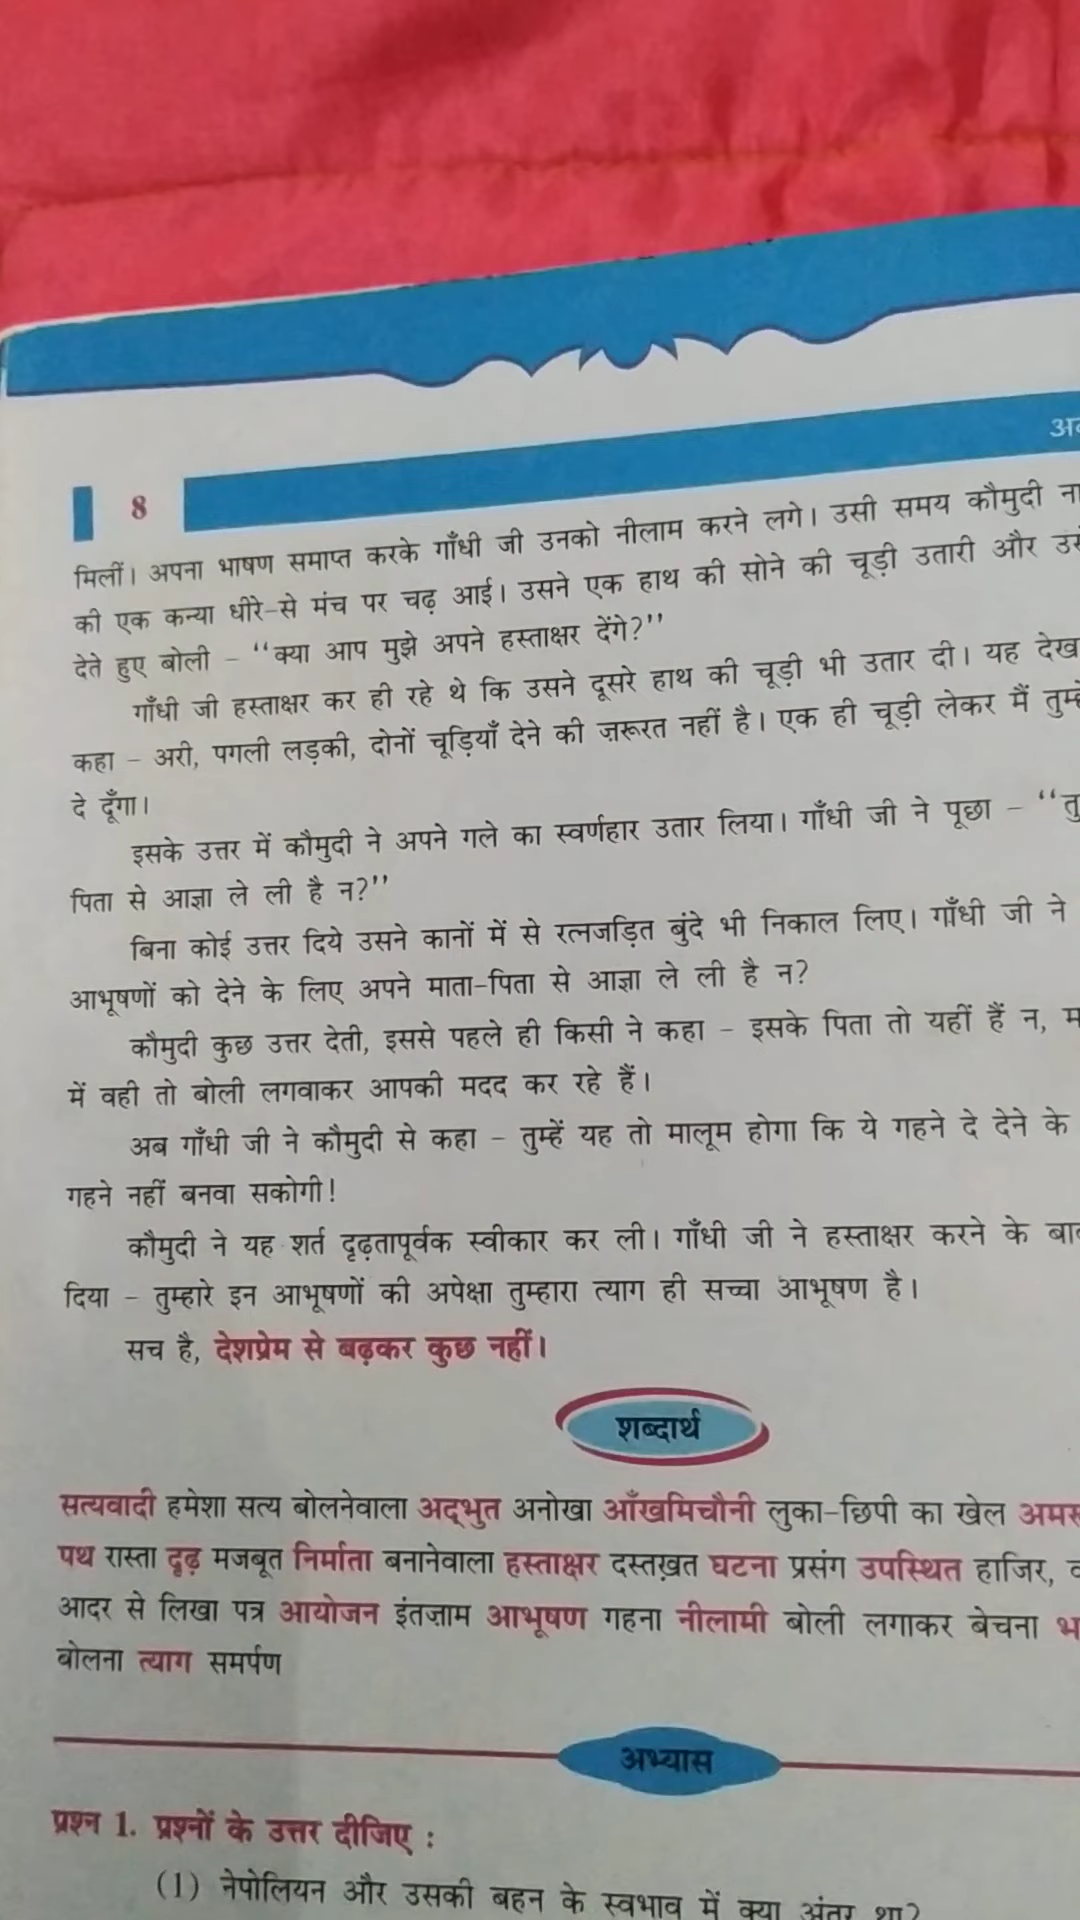 8
मिलीं। अपना भाषण समाप्त करके गाँधी जी उनको नीलाम करने लगे। उसी समय कौमुदी
की एक कन्या धीरे-से मंच पर चढ़ आई। उसने एक हाथ की सोने की चूड़ी उतारी और
देते हुए बोली – ‘‘क्या आप मुझे अपने हस्ताक्षर देंगे?’’
गाँधी जी हस्ताक्षर कर ही रहे थे कि उसने दूसरे हाथ की चूड़ी भी उतार दी। यह
कहा – अरी, पगली लड़की, दोनों चूड़ियाँ देने की ज़रूरत नहीं है। एक ही चूड़ी लेकर मैं
दे दूँगा।
इसके उत्तर में कौमुदी ने अपने गले का स्वर्णहार उतार लिया। गाँधी जी ने पूछा – ‘‘
पिता से आज्ञा ले ली है न?’’
बिना कोई उत्तर दिये उसने कानों में से रत्नजड़ित बुंदे भी निकाल लिए। गाँधी जी ने
आभूषणों को देने के लिए अपने माता-पिता से आज्ञा ले ली है न?
कौमुदी कुछ उत्तर देती, इससे पहले ही किसी ने कहा – इसके पिता तो यहीं हैं न,
में वही तो बोली लगवाकर आपकी मदद कर रहे हैं।
अब गाँधी जी ने कौमुदी से कहा – तुम्हें यह तो मालूम होगा कि ये गहने दे देने के
गहने नहीं बनवा सकोगी!
कौमुदी ने यह शर्त दृढ़तापूर्वक स्वीकार कर ली। गाँधी जी ने हस्ताक्षर करने के
दिया – तुम्हारे इन आभूषणों की अपेक्षा तुम्हारा त्याग ही सच्चा आभूषण है।
सच है, देशप्रेम से बढ़कर कुछ नहीं।
शब्दार्थ
सत्यवादी हमेशा सत्य बोलनेवाला अद्‌भुत अनोखा आँखमिचौनी लुका-छिपी का खेल
पथ रास्ता दृढ़ मजबूत निर्माता बनानेवाला हस्ताक्षर दस्तख़त घटना प्रसंग उपस्थित हाजिर,
आदर से लिखा पत्र आयोजन इंतज़ाम आभूषण गहना नीलामी बोली लगाकर बेचना
बोलना त्याग समर्पण
अभ्यास
प्रश्न 1. प्रश्नों के उत्तर दीजिए :
(1) नेपोलियन और उसकी बहन के स्वभाव में क्या अंतर था?